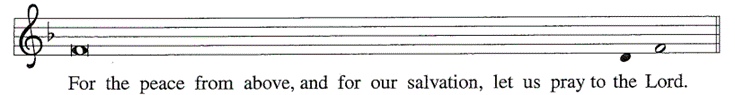 For the peace from above, and for our salvation, let us pray to the Lord.